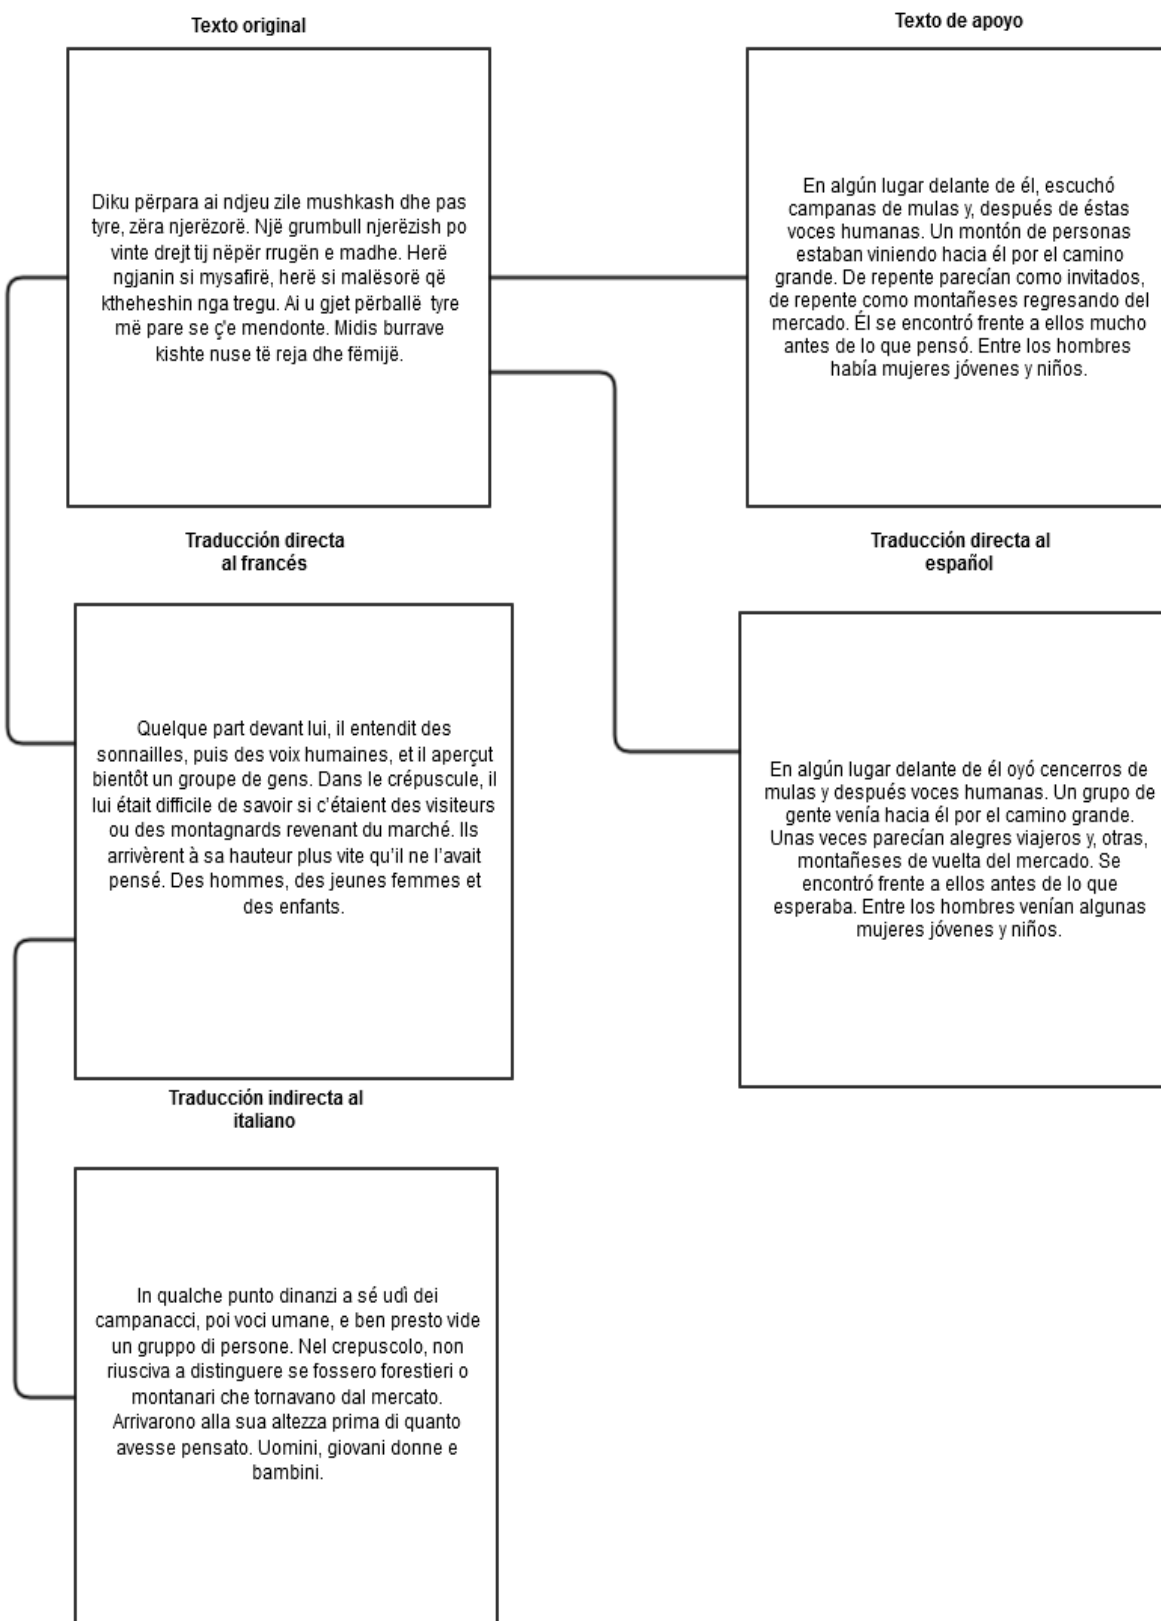 Texto original
Diku përpara ai ndjeu zile mushkash dhe pas
tyre, zëra njerëzorë. Një grumbull njerëzish po
vinte drejt tij nëpër rrugën e madhe. Herë
ngjanin si mysafirë, herë si malësorë që
ktheheshin nga tregu. Ai u gjet përballë  tyre
më pare se ç'e mendonte. Midis burrave
kishte nuse të reja dhe fëmijë.
Texto de apoyo
En algún lugar delante de él, escuchó
campanas de mulas y, después de éstas
voces humanas. Un montón de personas
estaban viniendo hacia él por el camino
grande. De repente parecían como invitados,
de repente como montañeses regresando del
mercado. Él se encontró frente a ellos mucho
antes de lo que pensó. Entre los hombres
había mujeres jóvenes y niños.
Traducción directa
al francés
Quelque part devant lui, il entendit des
sonnailles, puis des voix humaines, et il aperçut
bientôt un groupe de gens. Dans le crépuscule, il
lui était difficile de savoir si c’étaient des visiteurs
ou des montagnards revenant du marché. Ils
arrivèrent à sa hauteur plus vite qu’il ne l’avait
pensé. Des hommes, des jeunes femmes et
des enfants.
Traducción directa al
español
En algún lugar delante de él oyó cencerros de
mulas y después voces humanas. Un grupo de
gente venía hacia él por el camino grande.
Unas veces parecían alegres viajeros y, otras,
montañeses de vuelta del mercado. Se
encontró frente a ellos antes de lo que
esperaba. Entre los hombres venían algunas
mujeres jóvenes y niños.
Traducción indirecta al
italiano
In qualche punto dinanzi a sé udì dei
campanacci, poi voci umane, e ben presto vide
un gruppo di persone. Nel crepuscolo, non
riusciva a distinguere se fossero forestieri o
montanari che tornavano dal mercato.
Arrivarono alla sua altezza prima di quanto
avesse pensato. Uomini, giovani donne e
bambini.